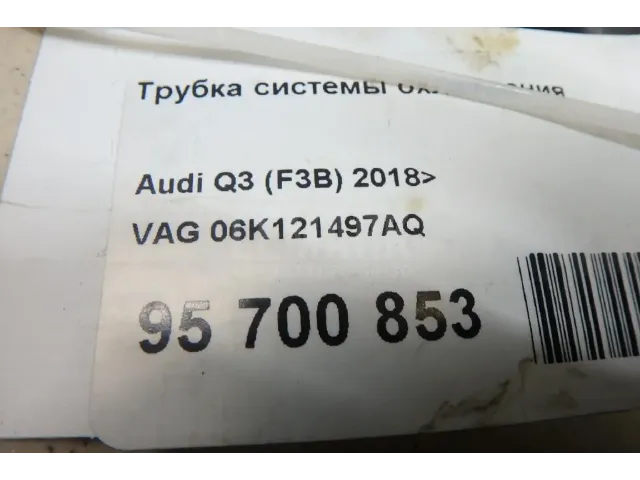 Трубка системы
Audi Q3 (F3B) 2018>
VAG 06K121497AQ
95 700 853